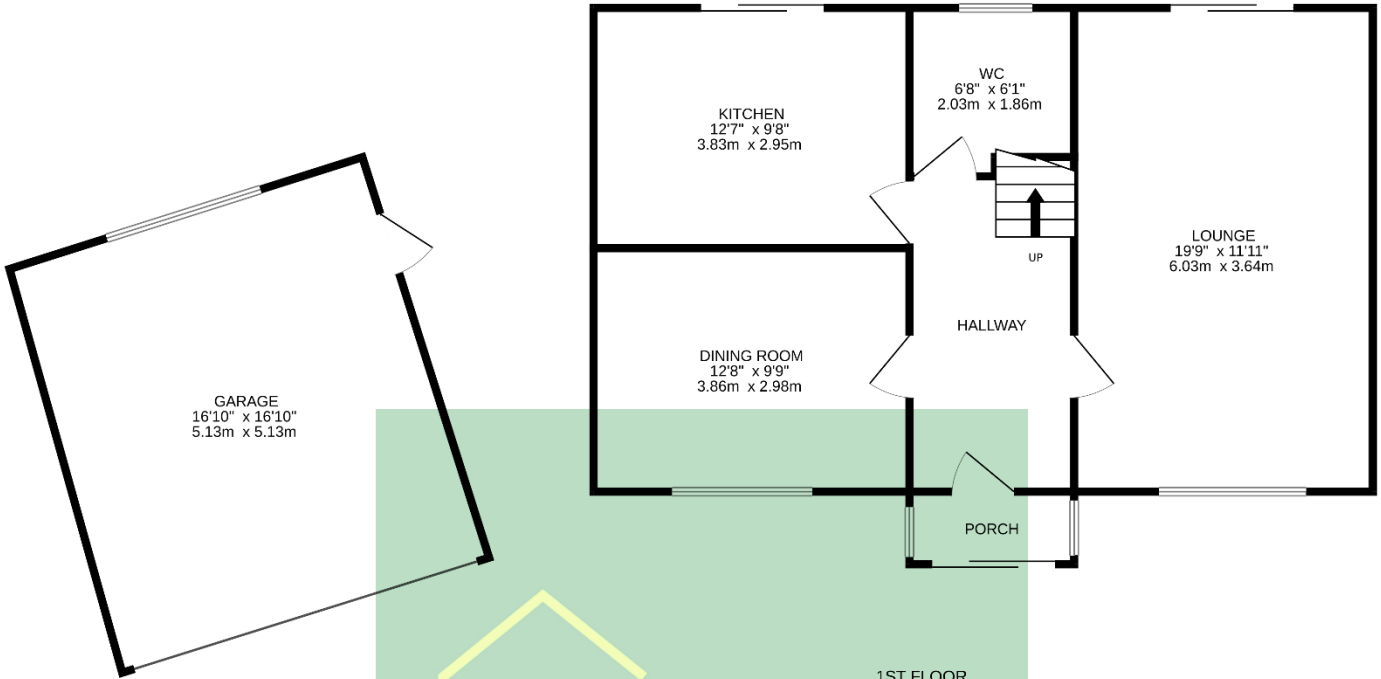 WC
6'8" x 6'1"
2.03m x 1.86m
KITCHEN
12'7" x 9'8"
3.83m x 2.95m
LOUNGE
19'9" x 11'11"
6.03m x 3.64m
UP
HALLWAY
DINING ROOM
12'8" x 9'9"
3.86m x 2.98m
GARAGE
16'10" x 16'10"
5.13m x 5.13m
PORCH
1ST FLOOR